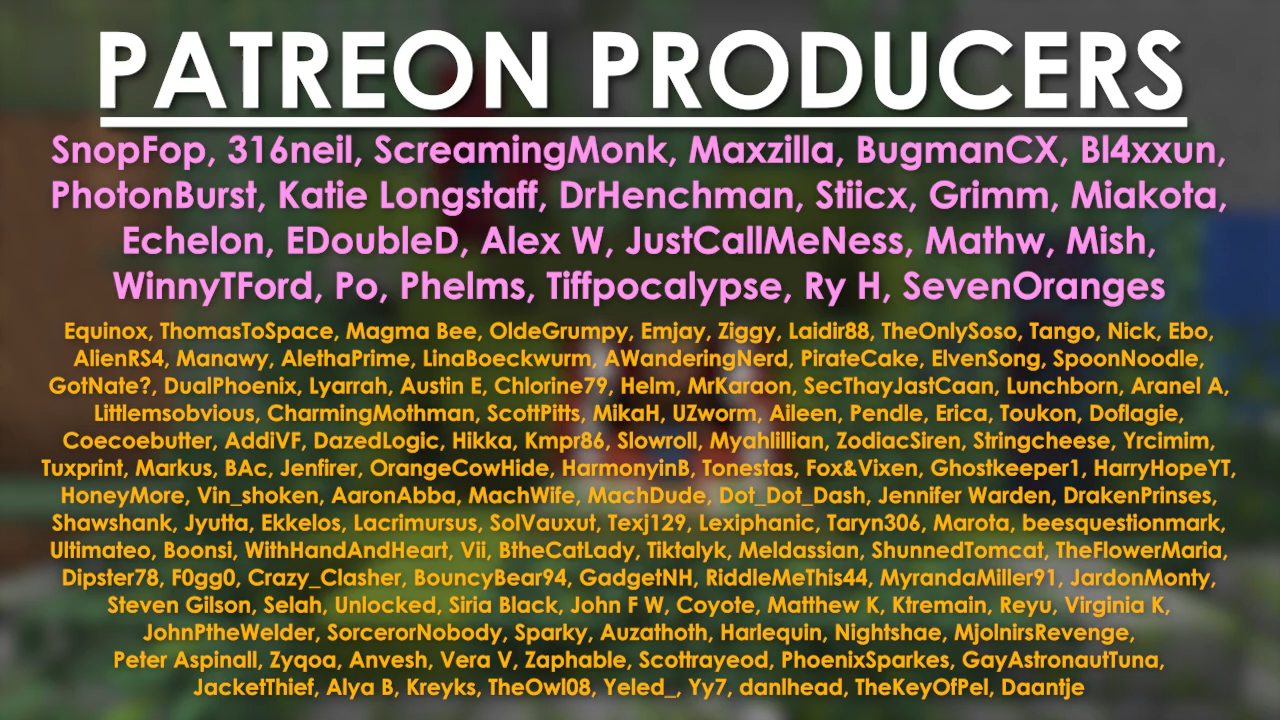 PATREON PRODUCERS
SnopFop, 316neil, ScreamingMonk, Maxzilla, BugmanCX, Bl4xxun,
PhotonBurst, Katie Longstaff, DrHenchman, Stiicx, Grimm, Miakota,
Echelon, EDoubleD, Alex W, JustCallMeNess, Mathw, Mish,
WinnyTFord, Po, Phelms, Tiffpocalypse, Ry H, SevenOranges
Equinox, ThomasToSpace, Magma Bee, OldeGrumpy, Emjay, Ziggy, Laidir88, TheOnlySoso, Tango, Nick, Ebo,
AlienRS4, Manawy, AlethaPrime, LinaBoeckwurm, AWanderingNerd, PirateCake, ElvenSong, SpoonNoodle,
GotNate?, DualPhoenix, Lyarrah, Austin E, Chlorine79, Helm, MrKaraon, SecThayJastCaan, Lunchborn, Aranel A,
Littlemsobvious, CharmingMothman, ScottPitts, MikaH, UZworm, Aileen, Pendle, Erica, Toukon, Doflagie,
Coecoebutter, AddiVF, DazedLogic, Hikka, Kmpr86, Slowroll, Myahlillian, ZodiacSiren, Stringcheese, Yrcimim,
Tuxprint, Markus, BAc, Jenfirer, OrangeCowHide, HarmonyinB, Tonestas, Fox&Vixen, Ghostkeeper1, HarryHopeYT,
HoneyMore, Vin_shoken, AaronAbba, MachWife, MachDude, Dot_Dot_Dash, Jennifer Warden, DrakenPrinses,
Shawshank, Jyutta, Ekkelos, Lacrimursus, SolVauxut, Texj129, Lexiphanic, Taryn306, Marota, beesquestionmark,
Ultimateo, Boonsi, WithHandAndHeart, Vii, BtheCatLady, Tiktalyk, Meldassian, ShunnedTomcat, TheFlowerMaria,
Dipster78, F0gg0, Crazy_Clasher, BouncyBear94, GadgetNH, RiddleMeThis44, MyrandaMiller91, JardonMonty,
Steven Gilson, Selah, Unlocked, Siria Black, John F W, Coyote, Matthew K, Ktremain, Reyu, Virginia K,
JohnPtheWelder, SorcerorNobody, Sparky, Auzathoth, Harlequin, Nightshae, MjolnirsRevenge,
Peter Aspinall, Zyqoa, Anvesh, Vera V, Zaphable, Scottrayeod, PhoenixSparkes, GayAstronautTuna,
JacketThief, Alya B, Kreyks, TheOwl08, Yeled_, Yy7, danlhead, TheKeyOfPel, Daantje